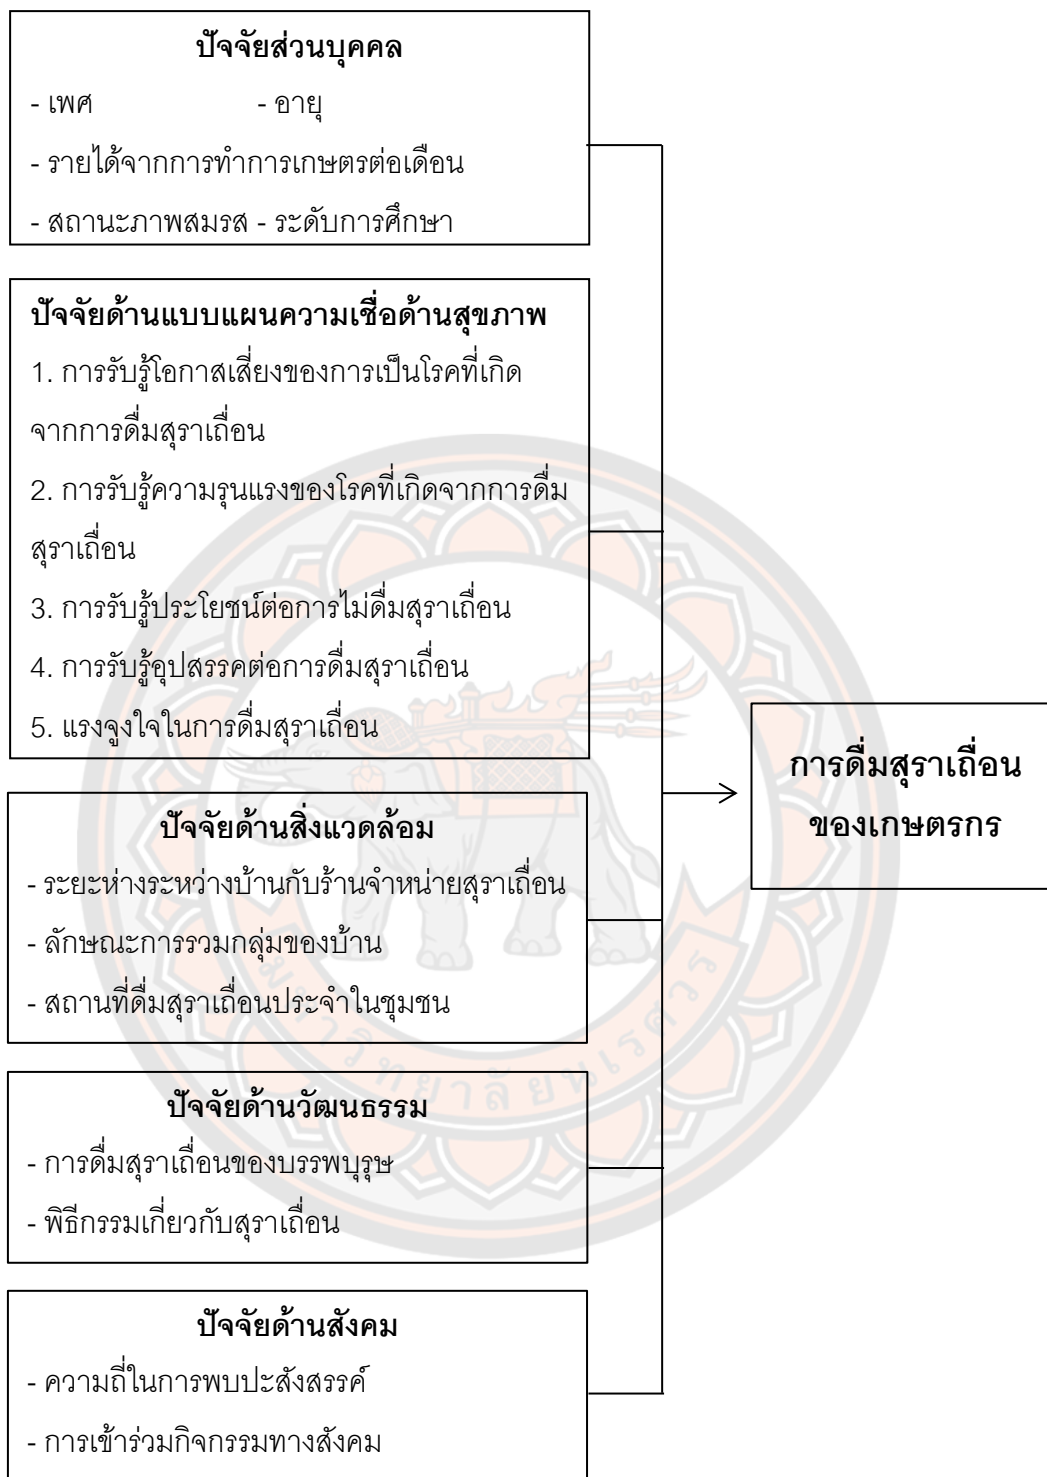 ปัจจัยส่วนบุคคล
- เพศ - อายุ
- รายได้จากการทำการเกษตรต่อเดือน
- สถานะภาพสมรส - ระดับการศึกษา
ปัจจัยด้านแบบแผนความเชื่อด้านสุขภาพ
1. การรับรู้โอกาสเสี่ยงของการเป็นโรคที่เกิด
จากการดื่มสุราเถื่อน
2. การรับรู้ความรุนแรงของโรคที่เกิดจากการดื่ม
สุราเถื่อน
3. การรับรู้ประโยชน์ต่อการไม่ดื่มสุราเถื่อน
4. การรับรู้อุปสรรคต่อการดื่มสุราเถื่อน
5. แรงจูงใจในการดื่มสุราเถื่อน
ปัจจัยด้านสิ่งแวดล้อม
- ระยะห่างระหว่างบ้านกับร้านจำหน่ายสุราเถื่อน
- ลักษณะการรวมกลุ่มของบ้าน
- สถานที่ดื่มสุราเถื่อนประจำในชุมชน
ปัจจัยด้านวัฒนธรรม
- การดื่มสุราเถื่อนของบรรพบุรุษ
- พิธีกรรมเกี่ยวกับสุราเถื่อน
ปัจจัยด้านสังคม
- ความถี่ในการพบปะสังสรรค์
- การเข้าร่วมกิจกรรมทางสังคม
การดื่มสุราเถื่อน
ของเกษตรกร
มหาวิทยาลัยนเรศวร